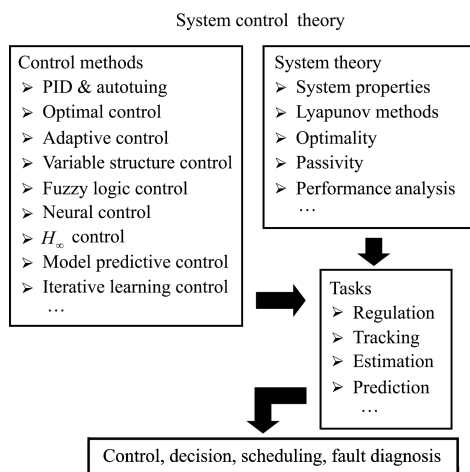 System control theory
Control methods
➢ PID & autotuing
➢ Optimal control
➢ Adaptive control
➢ Variable structure control
➢ Fuzzy logic control
➢ Neural control
➢ H∞ control
➢ Model predictive control
➢ Iterative learning control
…
System theory
➢ System properties
➢ Lyapunov methods
➢ Optimality
➢ Passivity
➢ Performance analysis
…
Tasks
➢ Regulation
➢ Tracking
➢ Estimation
➢ Prediction
…
Control, decision, scheduling, fault diagnosis